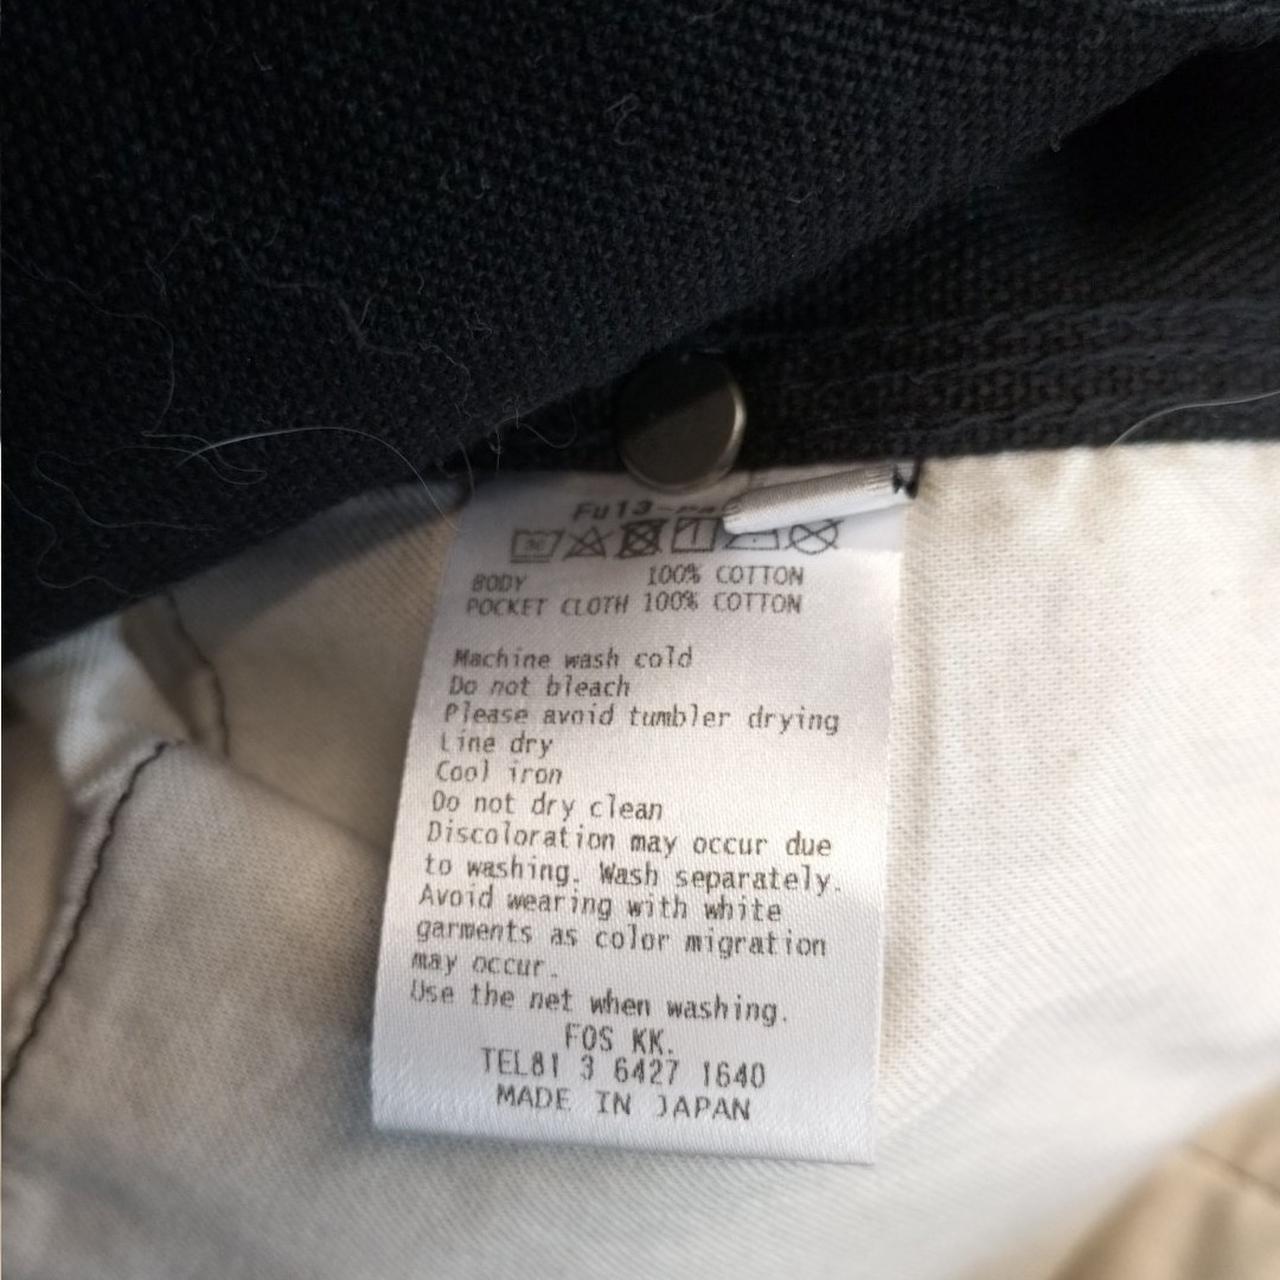 Fu13-
BODY 100% COTTON
POCKET CLOTH 100% COTTON
Machine wash cold
Do not bleach
Please avoid tumbler drying
Line dry
Cool iron
Do not dry clean
Discoloration may occur due
to washing. Wash separately.
Avoid wearing with white
garments as color migration
may occur.
Use the net when washing.
FOS KK.
TEL81 3 6427 1640
MADE IN JAPAN